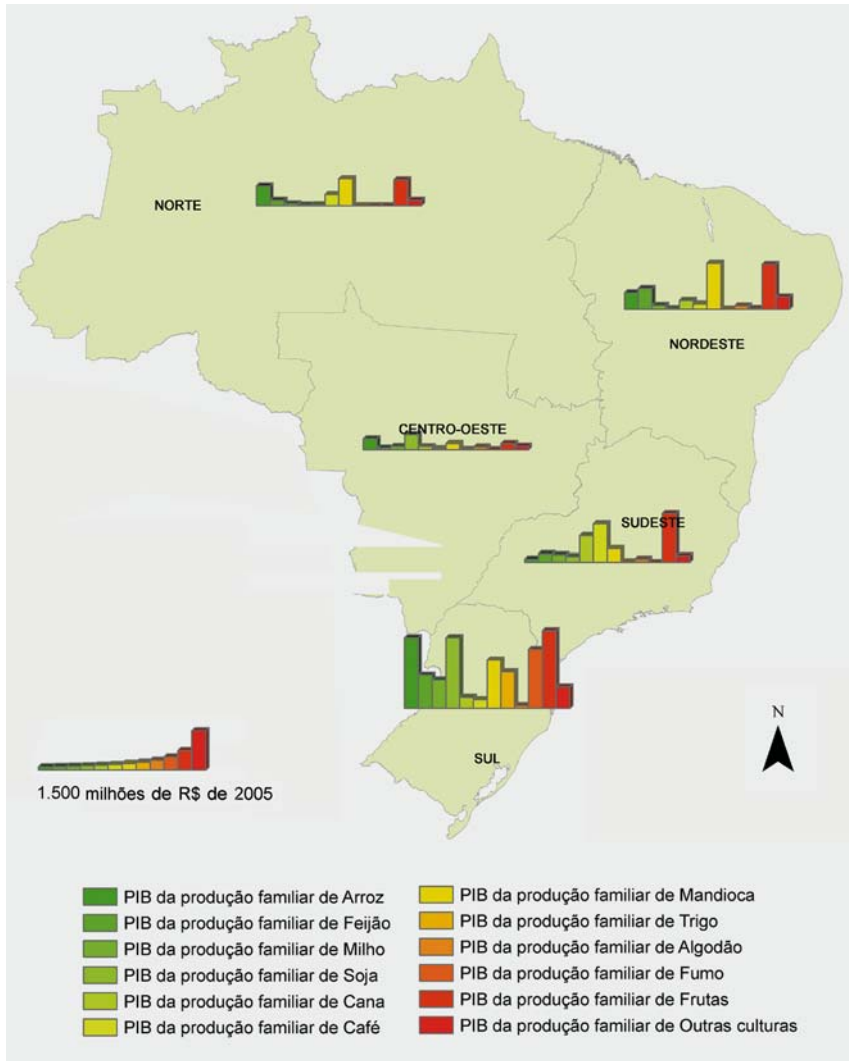 NORTE
NORDESTE
CENTRO-OESTE
SUDESTE
SUL
N
1.500 milhões de R$ de 2005
PIB da produção familiar de Arroz
PIB da produção familiar de Feijão
PIB da produção familiar de Milho
PIB da produção familiar de Soja
PIB da produção familiar de Cana
PIB da produção familiar de Café
PIB da produção familiar de Mandioca
PIB da produção familiar de Trigo
PIB da produção familiar de Algodão
PIB da produção familiar de Fumo
PIB da produção familiar de Frutas
PIB da produção familiar de Outras culturas